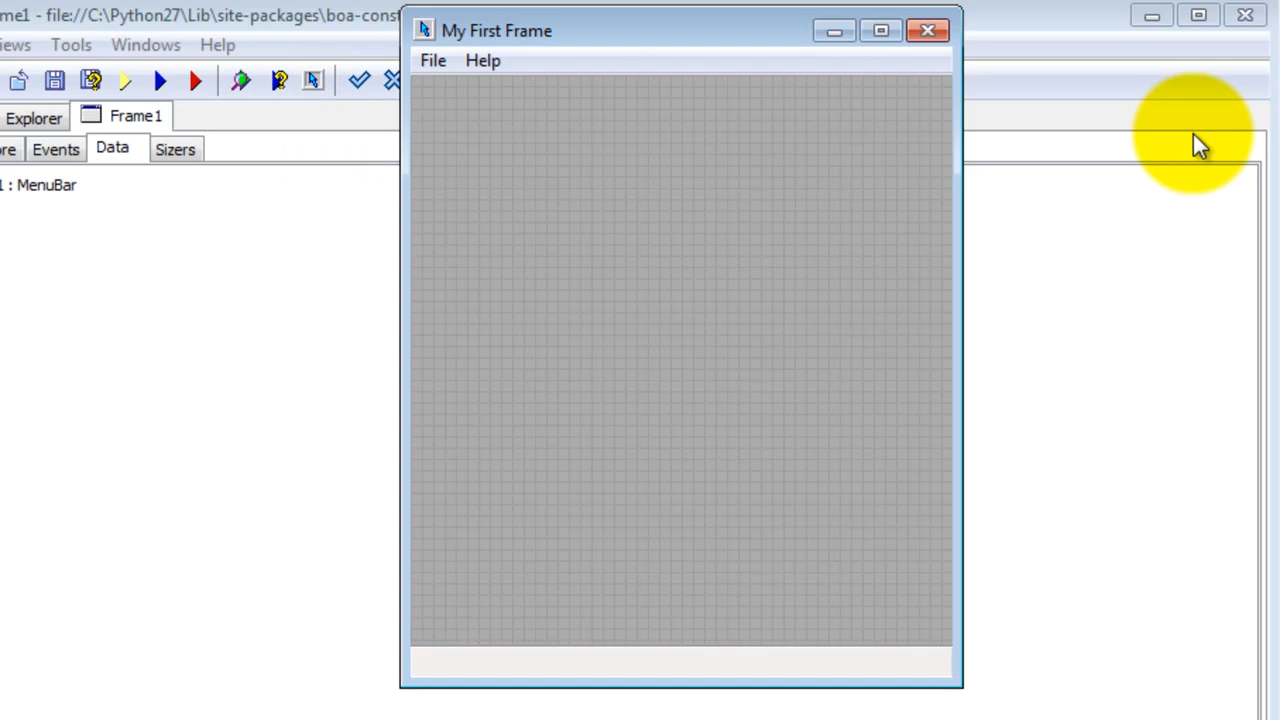 me1 - file://C:\Python27\Lib\site-packages\boa-const
My First Frame
iews Tools Windows Help
File Help
Explorer Frame1
re Events Data Sizers
1 : MenuBar